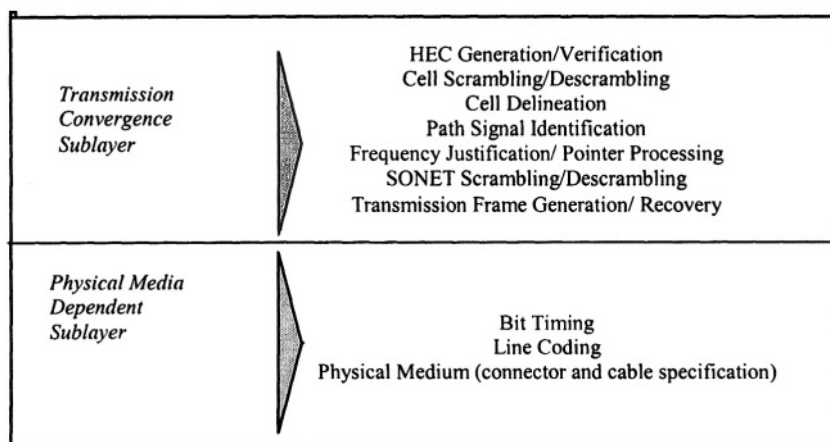 Transmission
Convergence
Sublayer
HEC Generation/Verification
Cell Scrambling/Descrambling
Cell Delineation
Path Signal Identification
Frequency Justification/ Pointer Processing
SONET Scrambling/Descrambling
Transmission Frame Generation/ Recovery
Physical Media
Dependent
Sublayer
Bit Timing
Line Coding
Physical Medium (connector and cable specification)